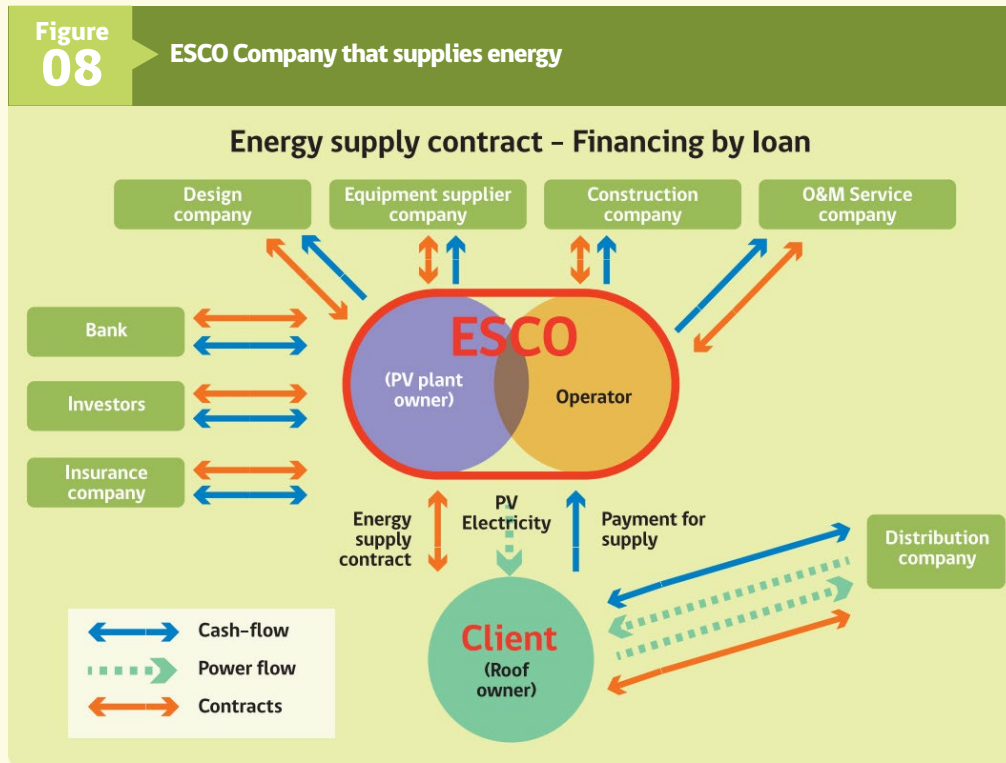 Figure
08
ESCO Company that supplies energy
Energy supply contract – Financing by loan
Design
company
Equipment supplier
company
Construction
company
O&M Service
company
Bank
Investors
Insurance
company
ESCO
(PV plant
owner)
Operator
Energy
supply
contract
PV
Electricity
Payment for
supply
Distribution
company
Client
(Roof
owner)
Cash-flow
Power flow
Contracts